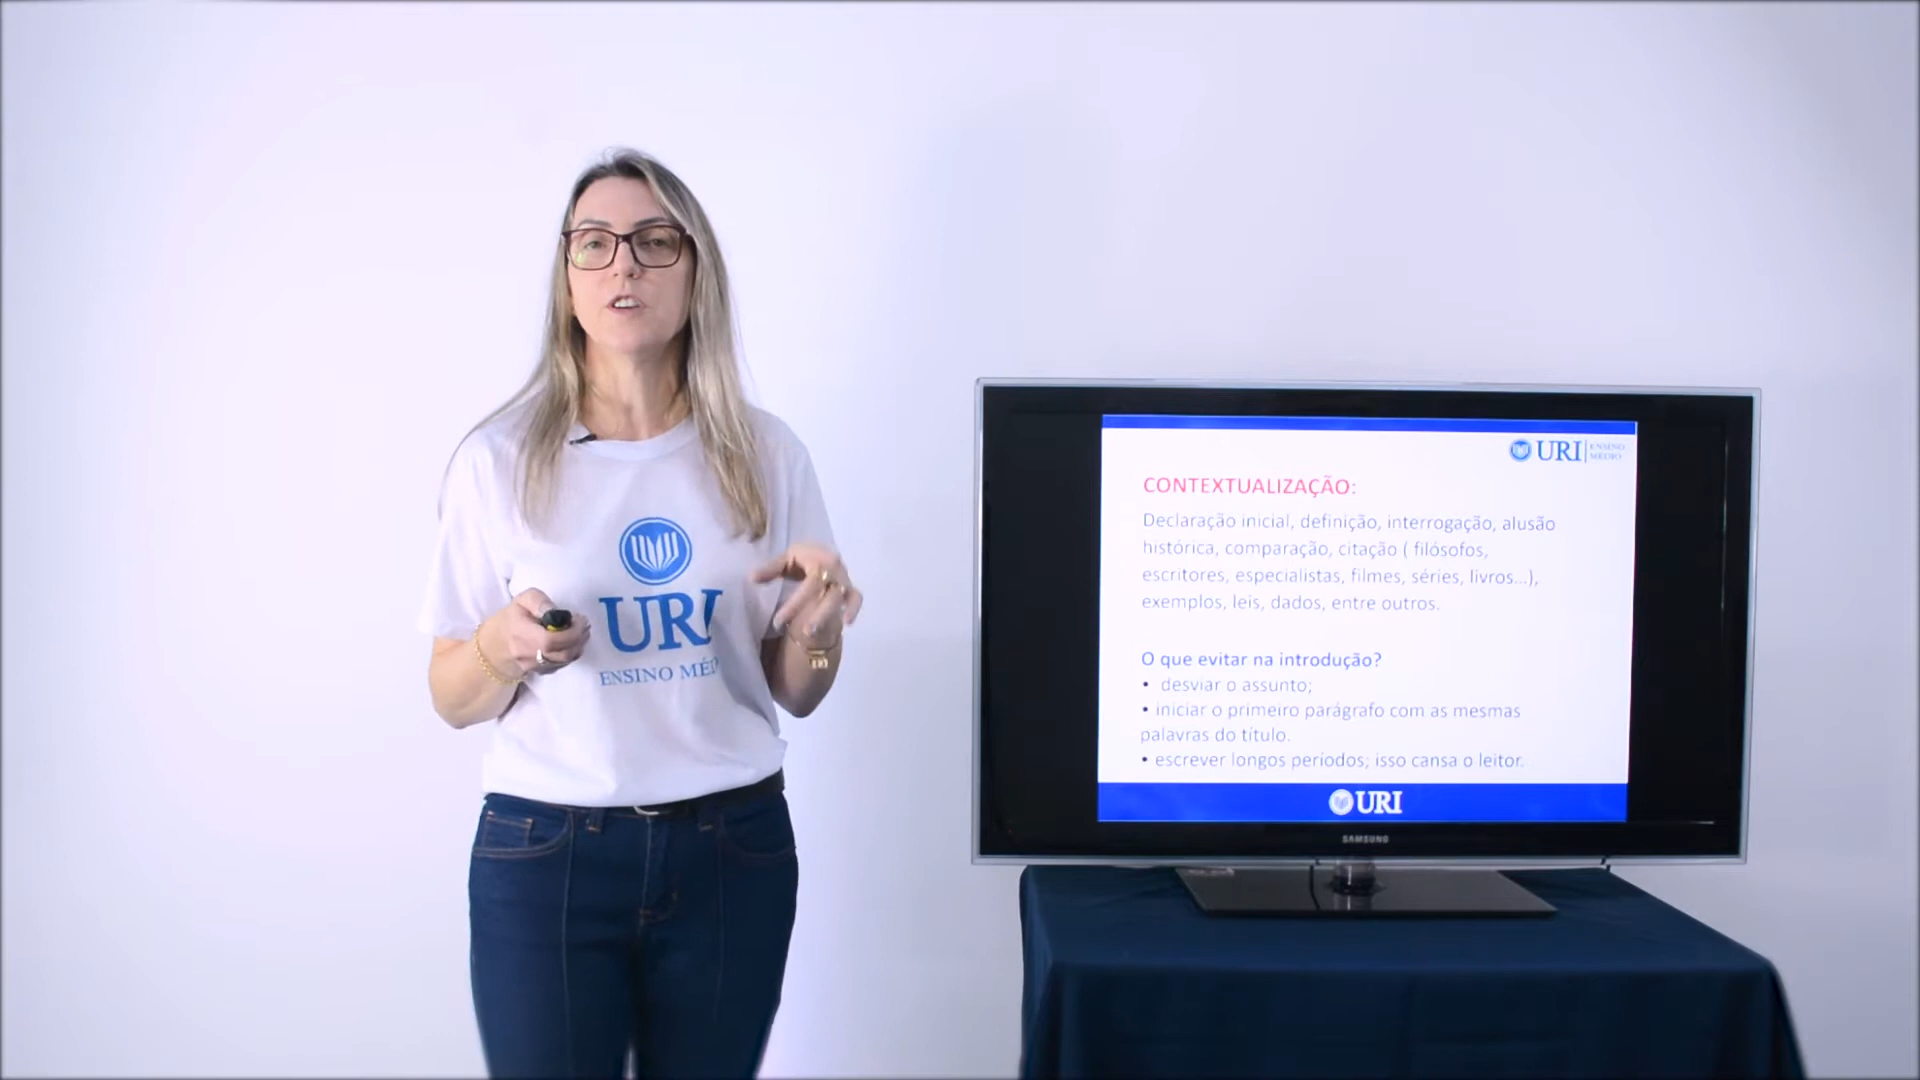 URI
ENSINO MÉD
URI
ENSINO
MÉDIO
CONTEXTUALIZAÇÃO:
Declaração inicial, definição, interrogação, alusão
histórica, comparação, citação ( filósofos,
escritores, especialistas, filmes, séries, livros...),
exemplos, leis, dados, entre outros.
O que evitar na introdução?
• desviar o assunto;
• iniciar o primeiro parágrafo com as mesmas
palavras do título.
• escrever longos períodos; isso cansa o leitor.
URI
SAMSUNG